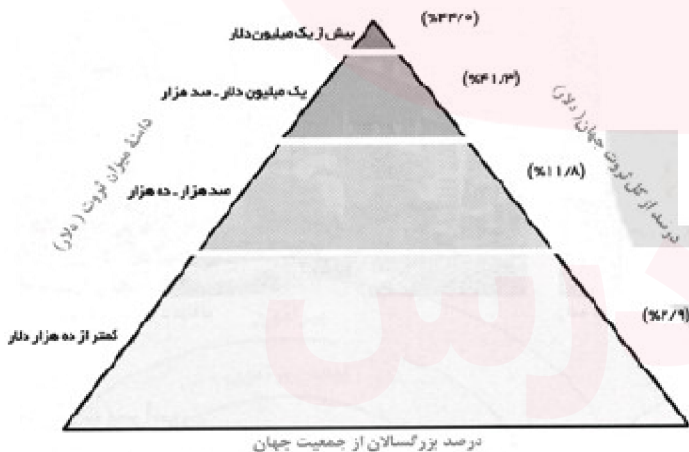 بیش از یک میلیون دلار
(%۴۴/۰)
یک میلیون دلار ـ صد هزار
(%۴۱/۳)
صد هزار ـ ده هزار
(%۱۱/۸)
کمتر از ده هزار دلار
(%۲/۹)
دامنهٔ میزان ثروت (دلار)
درصد از کل ثروت جهان (دلار)
درصد بزرگسالان از جمعیت جهان
درس